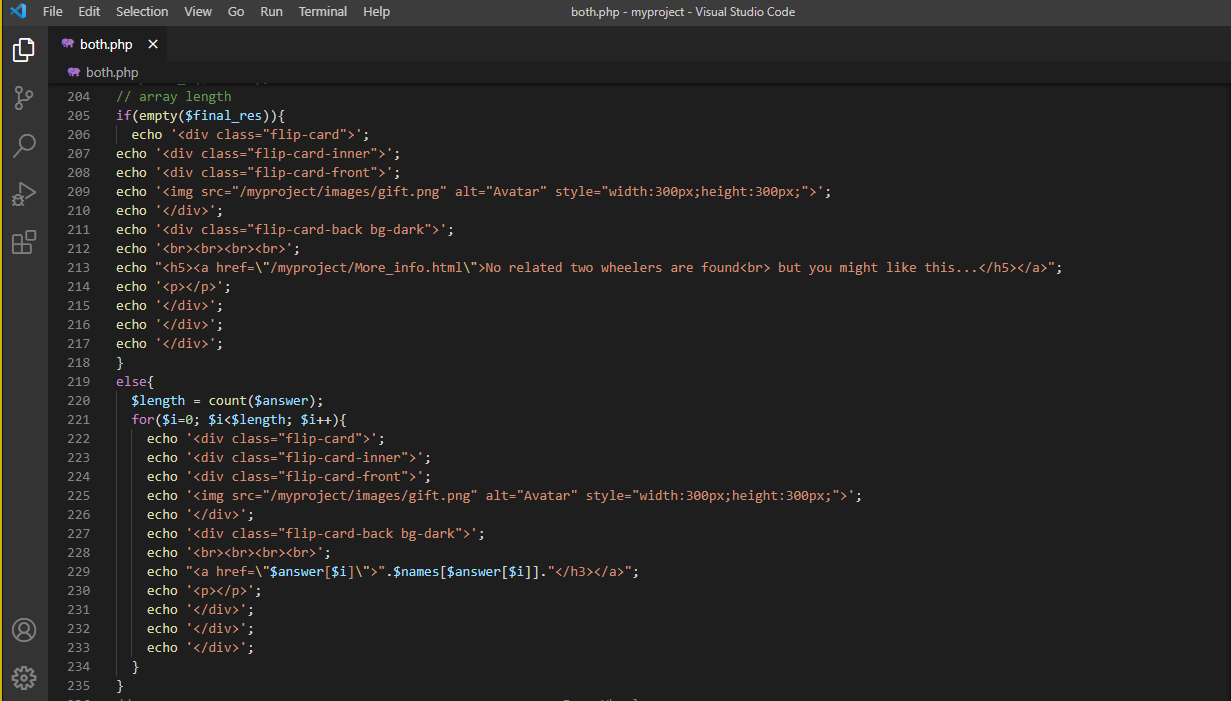 File Edit Selection View Go Run Terminal Help both.php - myproject - Visual Studio Code
both.php
both.php
204 // array length
205 if(empty($final_res)){
206 echo '<div class="flip-card">';
207 echo '<div class="flip-card-inner">';
208 echo '<div class="flip-card-front">';
209 echo '<img src="/myproject/images/gift.png" alt="Avatar" style="width:300px;height:300px;">';
210 echo '</div>';
211 echo '<div class="flip-card-back bg-dark">';
212 echo '<br><br><br><br>';
213 echo "<h5><a href=\"/myproject/More_info.html\">No related two wheelers are found<br> but you might like this...</h5></a>";
214 echo '<p></p>';
215 echo '</div>';
216 echo '</div>';
217 echo '</div>';
218 }
219 else{
220 $length = count($answer);
221 for($i=0; $i<$length; $i++){
222 echo '<div class="flip-card">';
223 echo '<div class="flip-card-inner">';
224 echo '<div class="flip-card-front">';
225 echo '<img src="/myproject/images/gift.png" alt="Avatar" style="width:300px;height:300px;">';
226 echo '</div>';
227 echo '<div class="flip-card-back bg-dark">';
228 echo '<br><br><br><br>';
229 echo "<a href=\"$answer[$i]\">".$names[$answer[$i]]."</h3></a>";
230 echo '<p></p>';
231 echo '</div>';
232 echo '</div>';
233 echo '</div>';
234 }
235 }